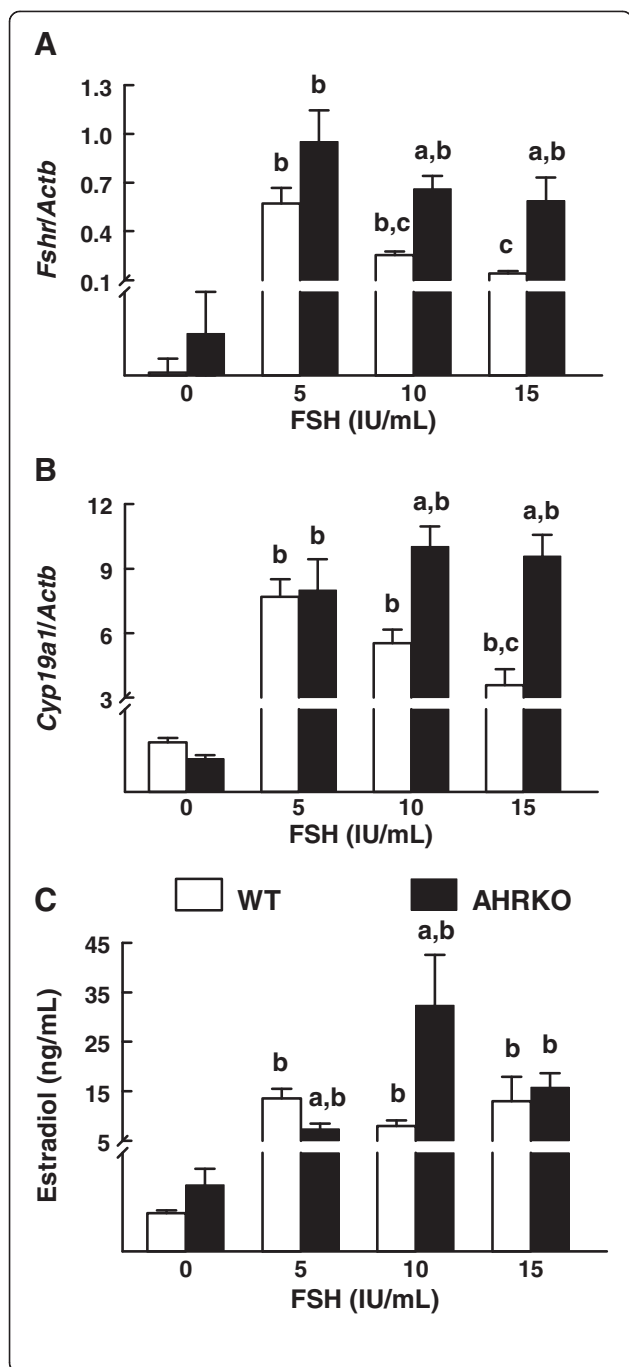 A
Fshr/Actb
1.3
1.0
0.7
0.4
0.1
b
b
b,c
a,b
c
a,b
0 5 10 15
FSH (IU/mL)
B
Cyp19a1/Actb
12
9
6
3
b
b
b
a,b
b,c
a,b
0 5 10 15
FSH (IU/mL)
C
WT AHRKO
Estradiol (ng/mL)
45
35
25
15
5
b
a,b
b
a,b
b
b
0 5 10 15
FSH (IU/mL)